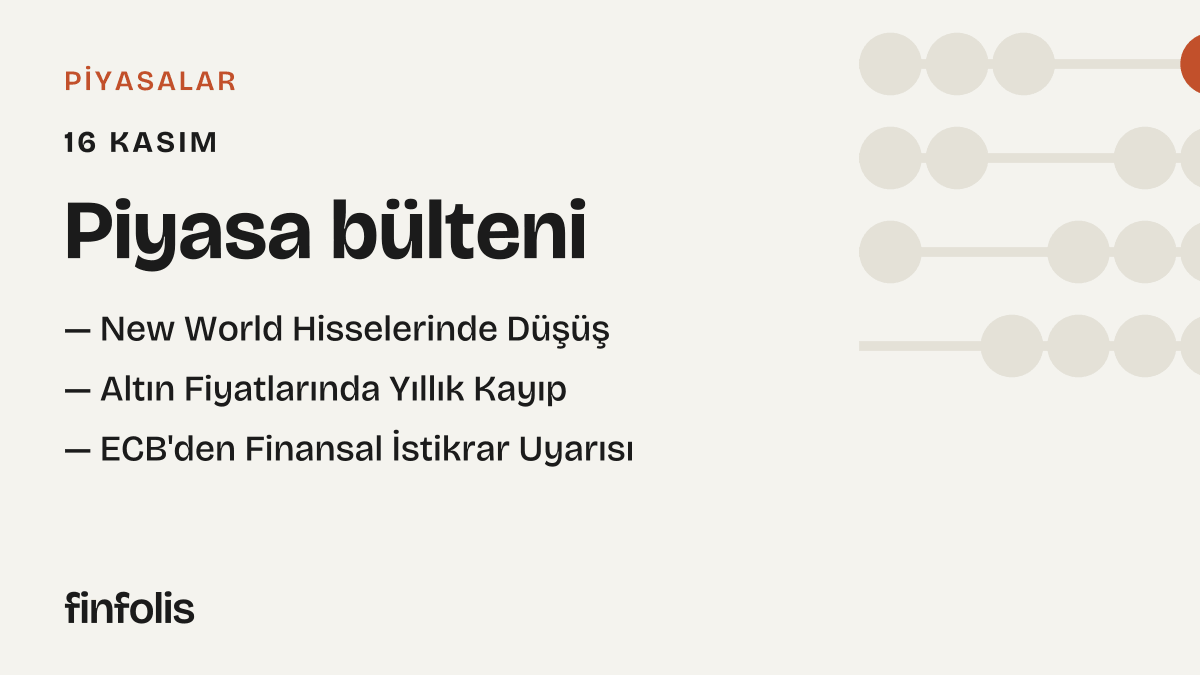 PİYASALAR
16 KASIM
Piyasa bülteni
— New World Hisselerinde Düşüş
— Altın Fiyatlarında Yıllık Kayıp
— ECB'den Finansal İstikrar Uyarısı
finfolis